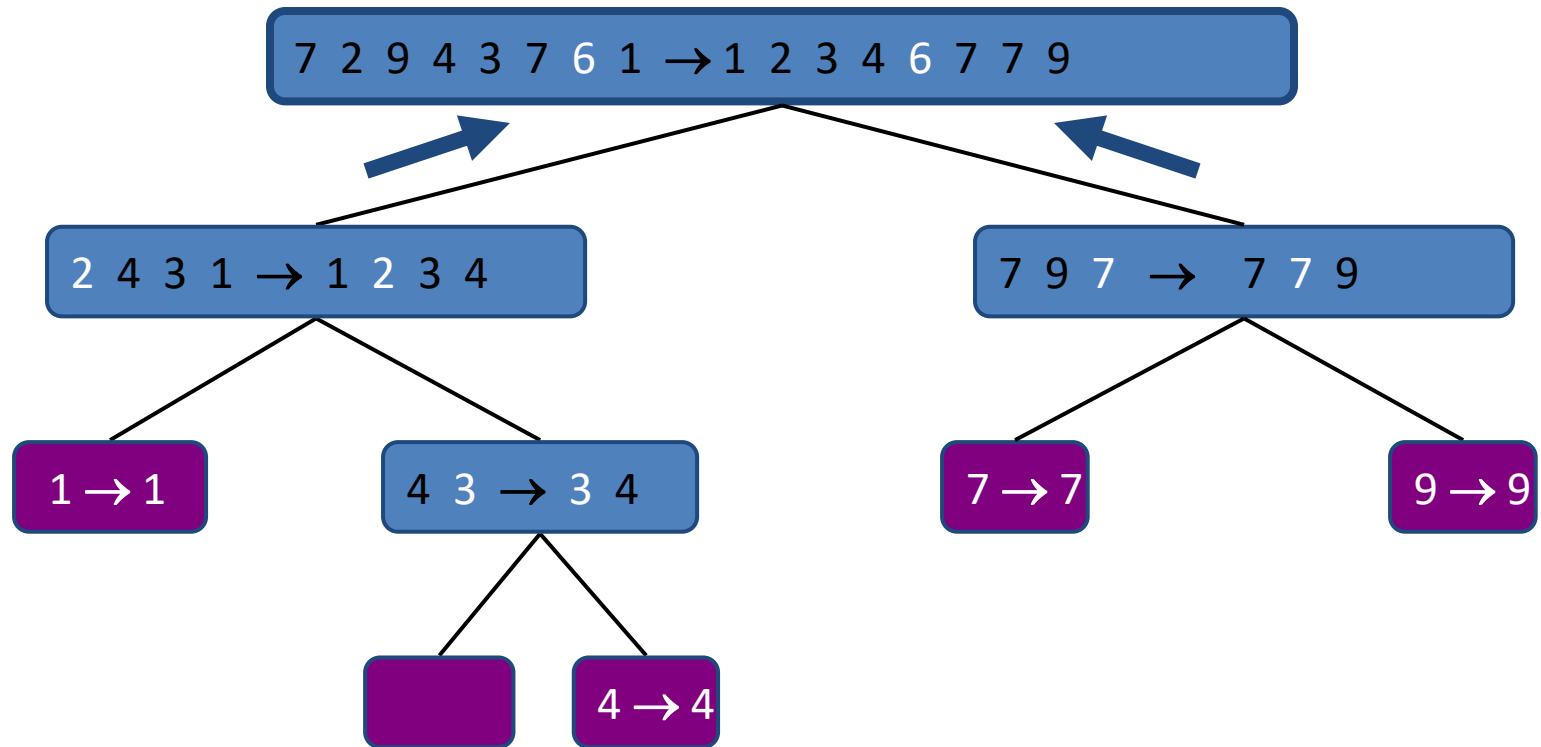 7 2 9 4 3 7 6 1 → 1 2 3 4 6 7 7 9
2 4 3 1 → 1 2 3 4
7 9 7 → 7 7 9
1 → 1
4 3 → 3 4
7 → 7
9 → 9
4 → 4